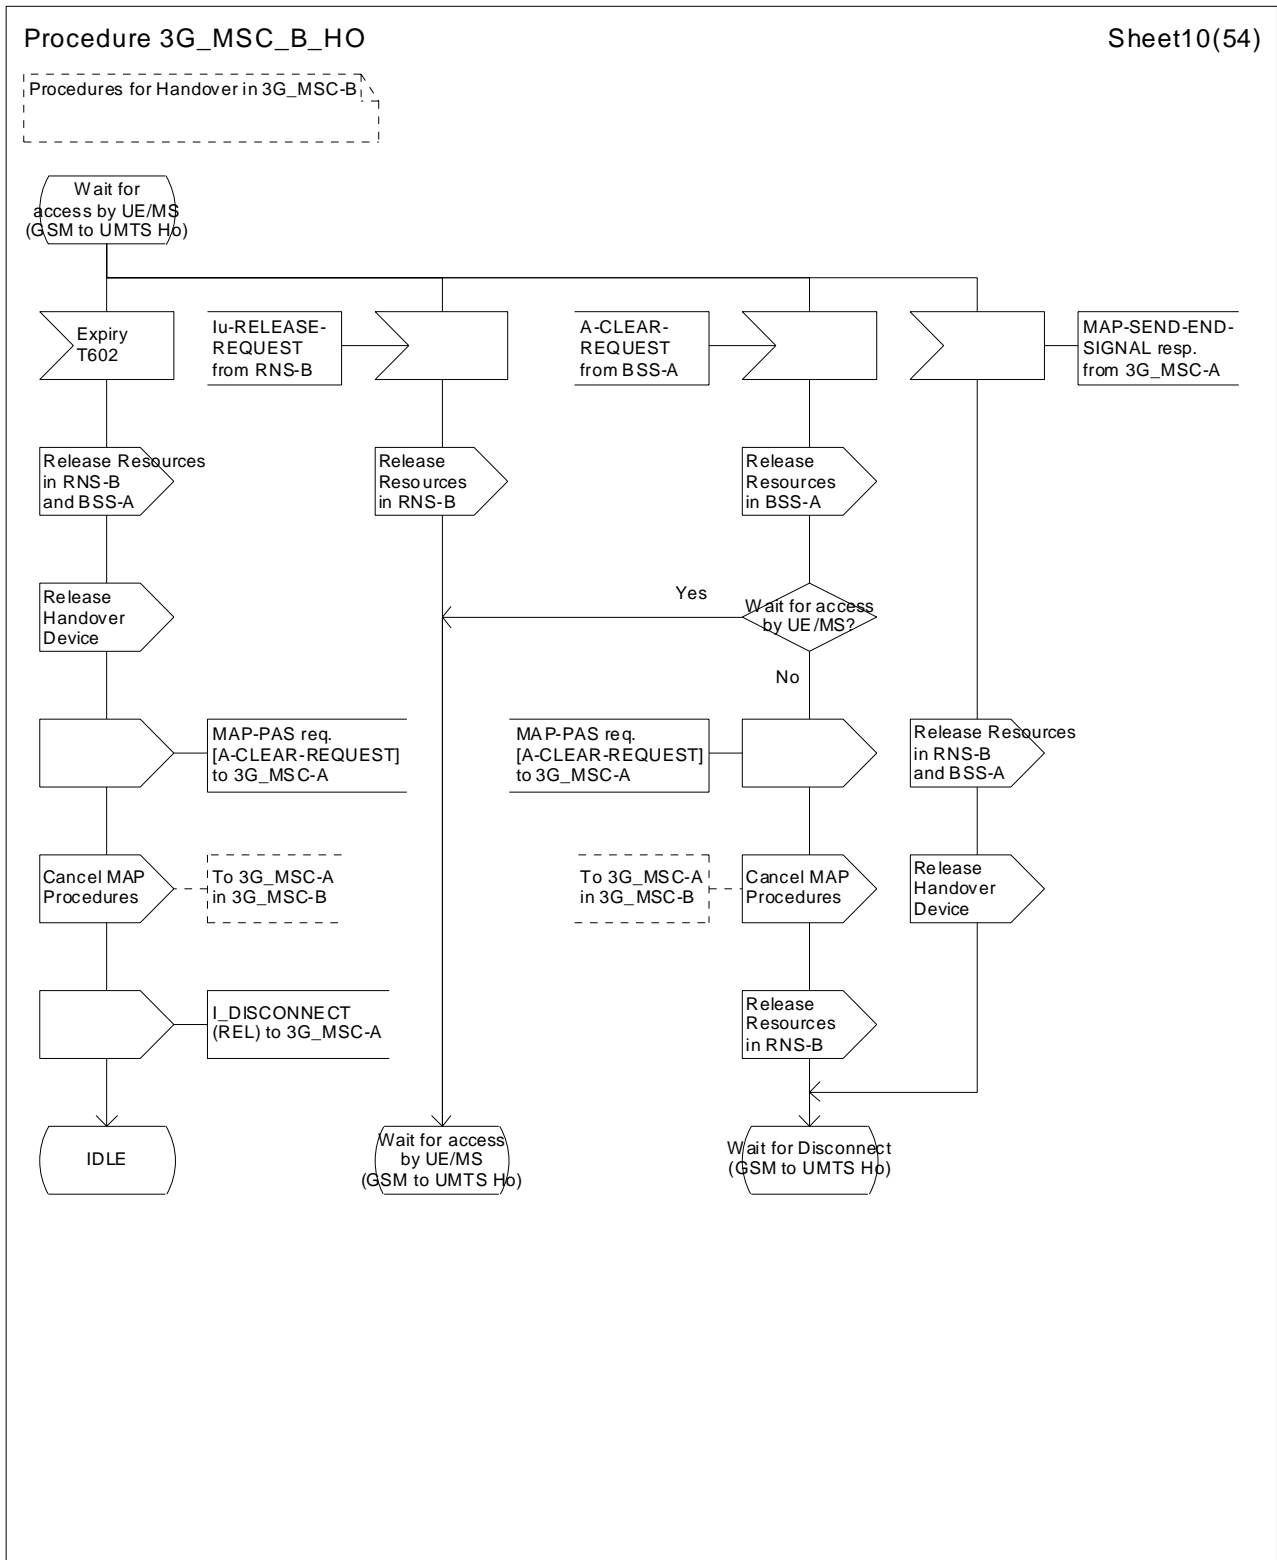 Procedure 3G_MSC_B_HO
Sheet10(54)
Procedures for Handover in 3G_MSC-B
Wait for
access by UE/MS
(GSM to UMTS Ho)
Expiry
T602
Iu-RELEASE-
REQUEST
from RNS-B
A-CLEAR-
REQUEST
from BSS-A
MAP-SEND-END-
SIGNAL resp.
from 3G_MSC-A
Release Resources
in RNS-B
and BSS-A
Release
Resources
in RNS-B
Release
Resources
in BSS-A
Release
Handover
Device
Yes
Wait for access
by UE/MS?
No
MAP-PAS req.
[A-CLEAR-REQUEST]
to 3G_MSC-A
MAP-PAS req.
[A-CLEAR-REQUEST]
to 3G_MSC-A
Release Resources
in RNS-B
and BSS-A
Cancel MAP
Procedures
To 3G_MSC-A
in 3G_MSC-B
To 3G_MSC-A
in 3G_MSC-B
Cancel MAP
Procedures
Release
Handover
Device
I_DISCONNECT
(REL) to 3G_MSC-A
Release
Resources
in RNS-B
IDLE
Wait for access
by UE/MS
(GSM to UMTS Ho)
Wait for Disconnect
(GSM to UMTS Ho)